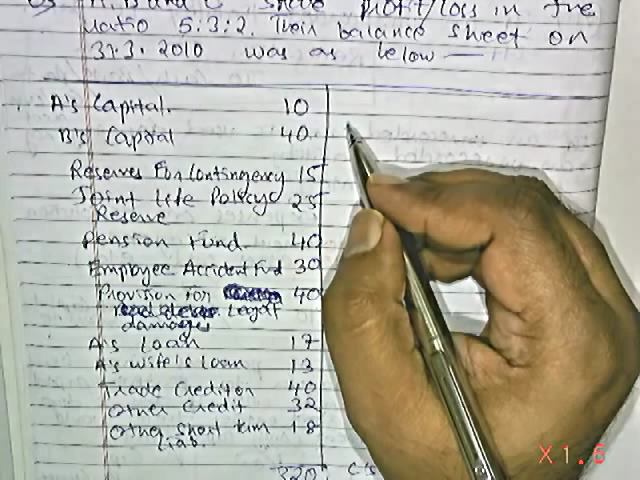 A, B and C share profit/loss in the
ratio 5:3:2. Their balance sheet on
31.3.2010 was as below —
A's Capital. 10
B's Capital 40
Reserves For Contingency 15
Joint Life Policy 25
Reserve
Pension Fund 40
Employee Accident Fund 30
Provision For 40
Legal
damages
A's Loan 17
A's wife's Loan 13
Trade Creditor 40
Other Credit 32
Other Short term 18
Liab.
320
X1.6